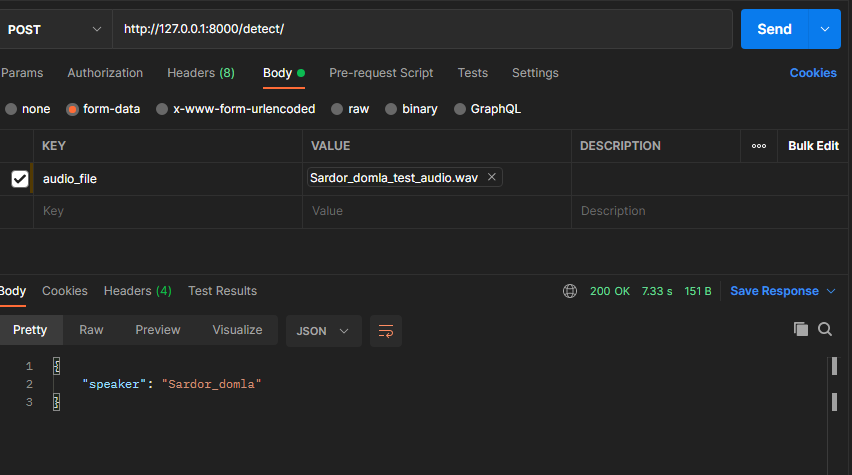 POST http://127.0.0.1:8000/detect/ Send
Params Authorization Headers (8) Body Pre-request Script Tests Settings Cookies
none form-data x-www-form-urlencoded raw binary GraphQL
KEY VALUE DESCRIPTION ooo Bulk Edit
audio_file Sardor_domla_test_audio.wav
Key Value Description
Body Cookies Headers (4) Test Results 200 OK 7.33 s 151 B Save Response
Pretty Raw Preview Visualize JSON
1 {
2 "speaker": "Sardor_domla"
3 }